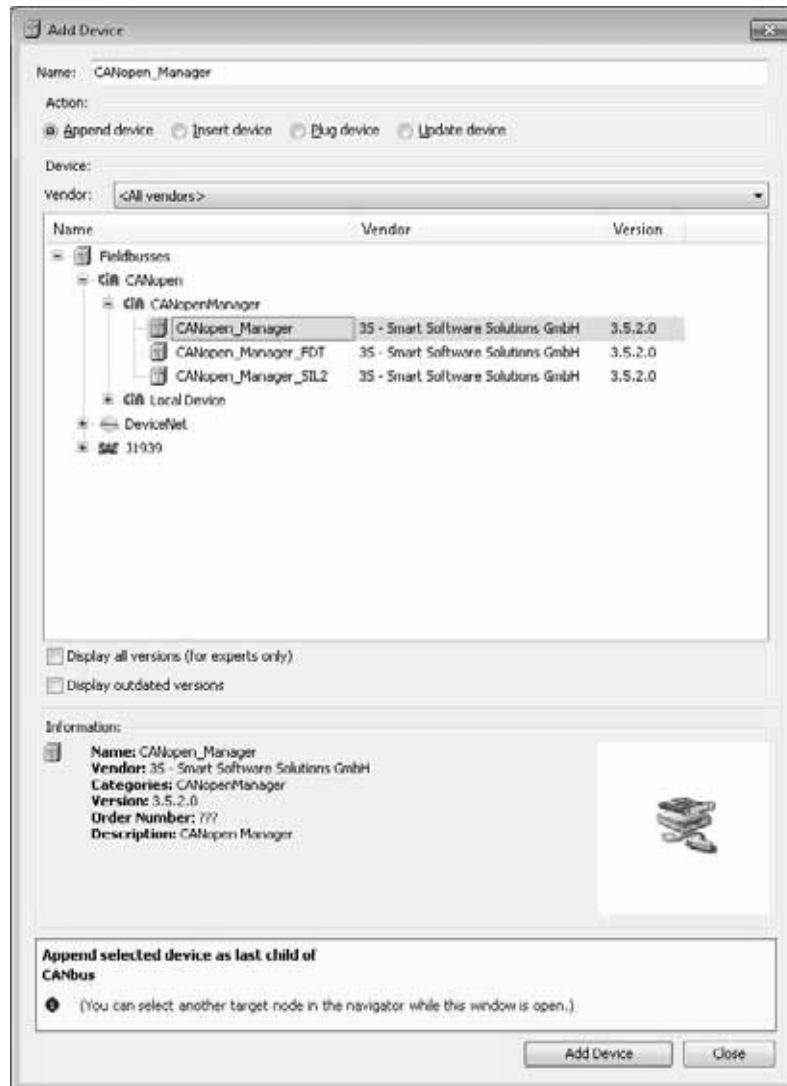 Add Device
Name: CANopen_Manager
Action:
Append device Insert device Plug device Update device
Device:
Vendor: <All vendors>
Name Vendor Version
Fieldbusses
CiA CANopen
CiA CANopenManager
CANopen_Manager 3S - Smart Software Solutions GmbH 3.5.2.0
CANopen_Manager_FDT 3S - Smart Software Solutions GmbH 3.5.2.0
CANopen_Manager_SIL2 3S - Smart Software Solutions GmbH 3.5.2.0
CiA Local Device
DeviceNet
SAE J1939
Display all versions (for experts only)
Display outdated versions
Information:
Name: CANopen_Manager
Vendor: 3S - Smart Software Solutions GmbH
Categories: CANopenManager
Version: 3.5.2.0
Order Number: ???
Description: CANopen Manager
Append selected device as last child of
CANbus
(You can select another target node in the navigator while this window is open.)
Add Device Close